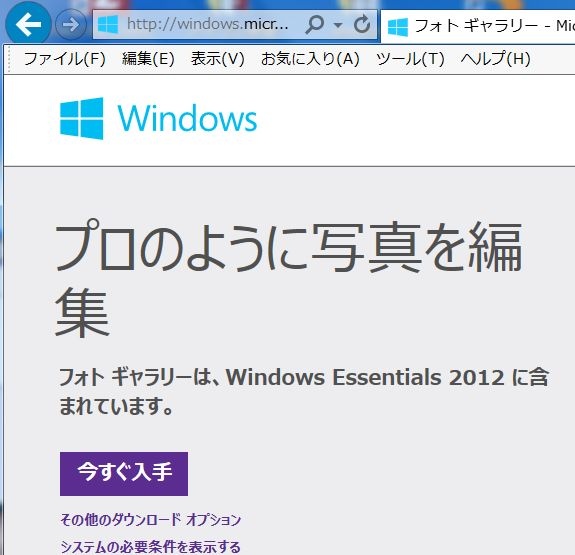 http://windows.micr... フォト ギャラリー - Mic
ファイル(F) 編集(E) 表示(V) お気に入り(A) ツール(T) ヘルプ(H)
Windows
プロのように写真を編
集
フォト ギャラリーは、Windows Essentials 2012 に含
まれています。
今すぐ入手
その他のダウンロード オプション
システムの必要条件を表示する